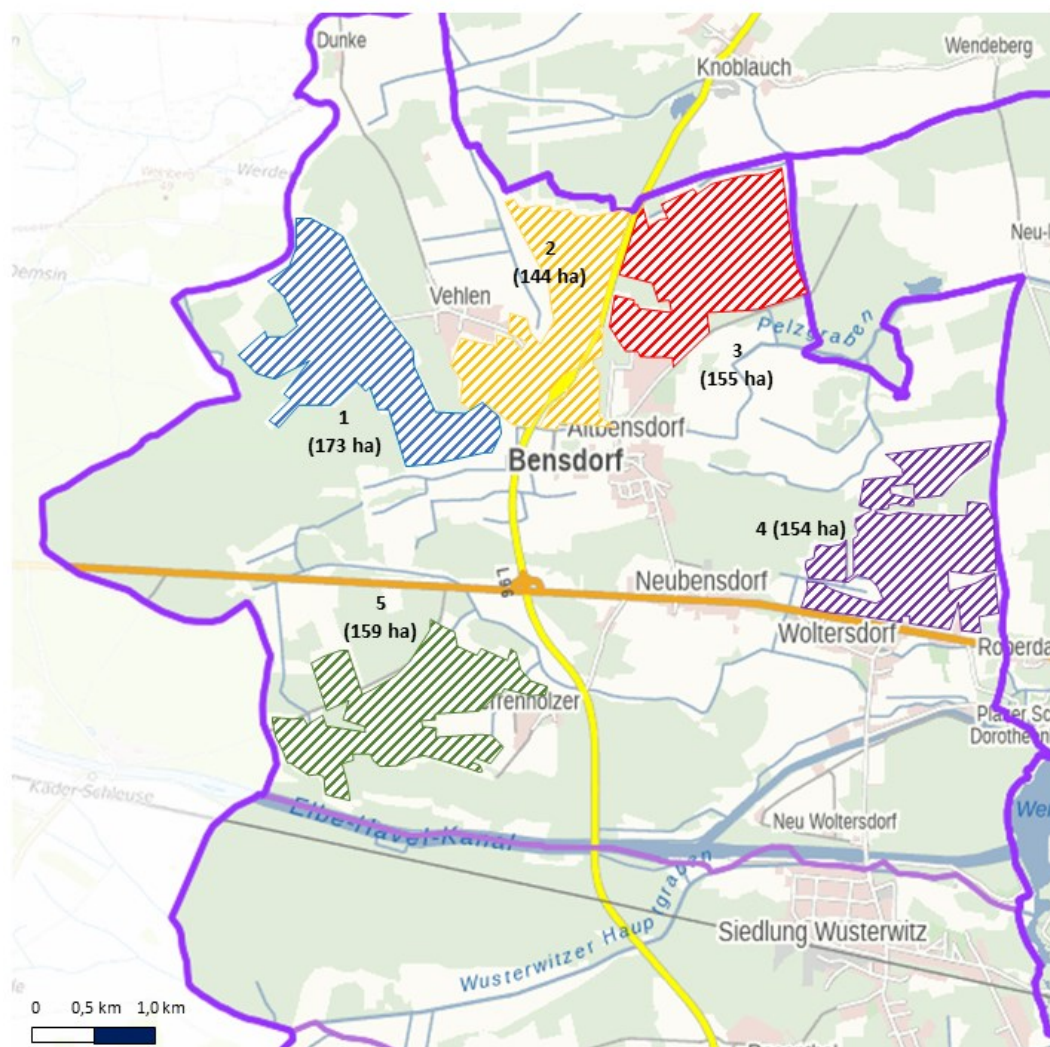 Dunke
Knoblauch
Wendeberg
Werder
Demsin
Neu-
2
(144 ha)
Vehlen
Pelzgraben
3
(155 ha)
1
(173 ha)
Altbensdorf
Bensdorf
4 (154 ha)
L 96
Neubensdorf
5
(159 ha)
Woltersdorf
Roberda
errenhölzer
Plauer Sc
Dorotheen
Kader-Schleuse
Elbe-Havel-Kanal
Neu Woltersdorf
Wusterwitzer Hauptgraben
Siedlung Wusterwitz
0 0,5 km 1,0 km